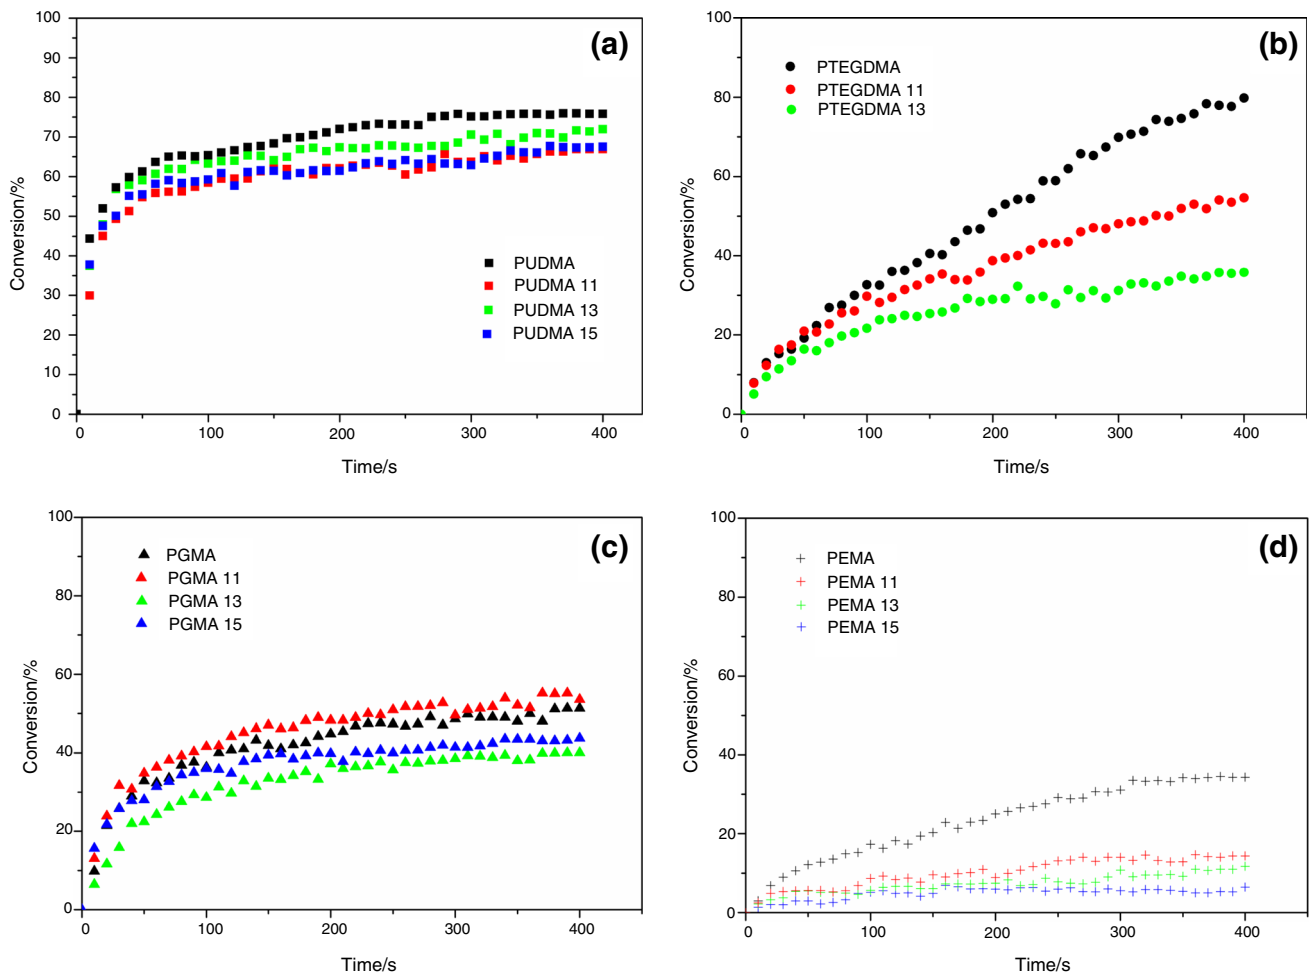 (a)
100
90
80
70
60
50
40
30
20
10
0
Conversion/%
PUDMA
PUDMA 11
PUDMA 13
PUDMA 15
0 100 200 300 400
Time/s
(b)
100
80
60
40
20
0
Conversion/%
PTEGDMA
PTEGDMA 11
PTEGDMA 13
0 100 200 300 400
Time/s
(c)
100
80
60
40
20
0
Conversion/%
PGMA
PGMA 11
PGMA 13
PGMA 15
0 100 200 300 400
Time/s
(d)
100
80
60
40
20
0
Conversion/%
PEMA
PEMA 11
PEMA 13
PEMA 15
0 100 200 300 400
Time/s